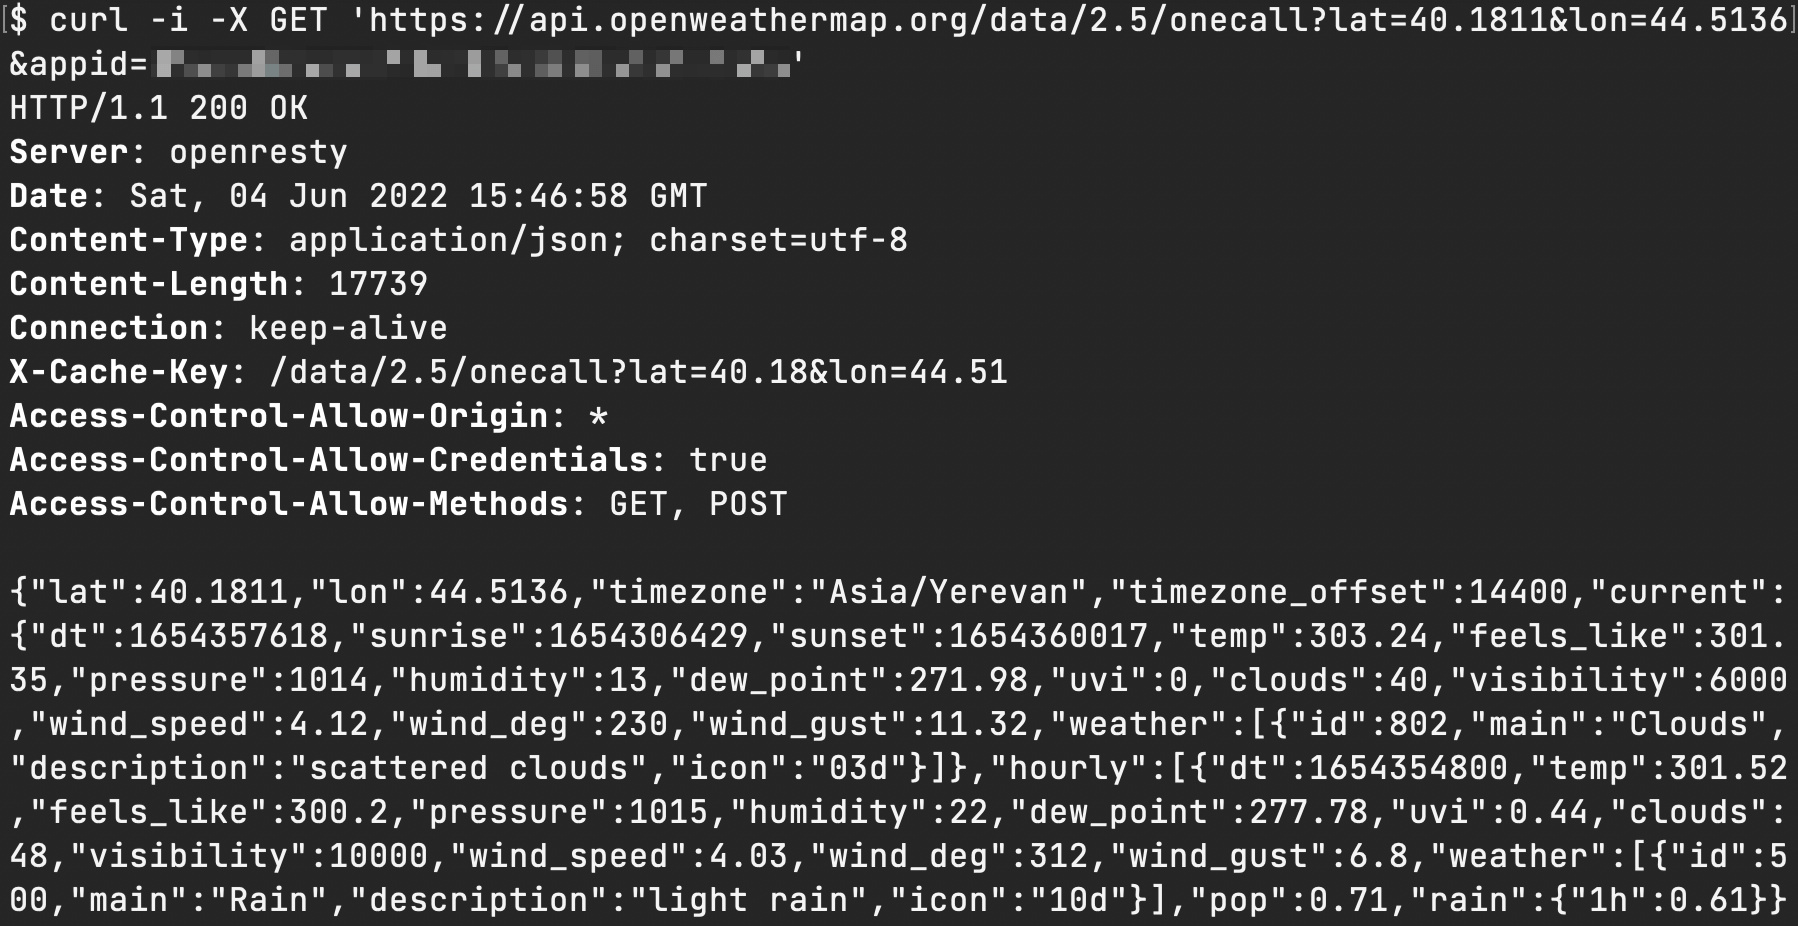 $ curl -i -X GET 'https://api.openweathermap.org/data/2.5/onecall?lat=40.1811&lon=44.5136
&appid='
HTTP/1.1 200 OK
Server: openresty
Date: Sat, 04 Jun 2022 15:46:58 GMT
Content-Type: application/json; charset=utf-8
Content-Length: 17739
Connection: keep-alive
X-Cache-Key: /data/2.5/onecall?lat=40.18&lon=44.51
Access-Control-Allow-Origin: *
Access-Control-Allow-Credentials: true
Access-Control-Allow-Methods: GET, POST
{"lat":40.1811,"lon":44.5136,"timezone":"Asia/Yerevan","timezone_offset":14400,"current":
{"dt":1654357618,"sunrise":1654306429,"sunset":1654360017,"temp":303.24,"feels_like":301.
35,"pressure":1014,"humidity":13,"dew_point":271.98,"uvi":0,"clouds":40,"visibility":6000
,"wind_speed":4.12,"wind_deg":230,"wind_gust":11.32,"weather":[{"id":802,"main":"Clouds",
"description":"scattered clouds","icon":"03d"}]},"hourly":[{"dt":1654354800,"temp":301.52
,"feels_like":300.2,"pressure":1015,"humidity":22,"dew_point":277.78,"uvi":0.44,"clouds":
48,"visibility":10000,"wind_speed":4.03,"wind_deg":312,"wind_gust":6.8,"weather":[{"id":5
00,"main":"Rain","description":"light rain","icon":"10d"}],"pop":0.71,"rain":{"1h":0.61}}